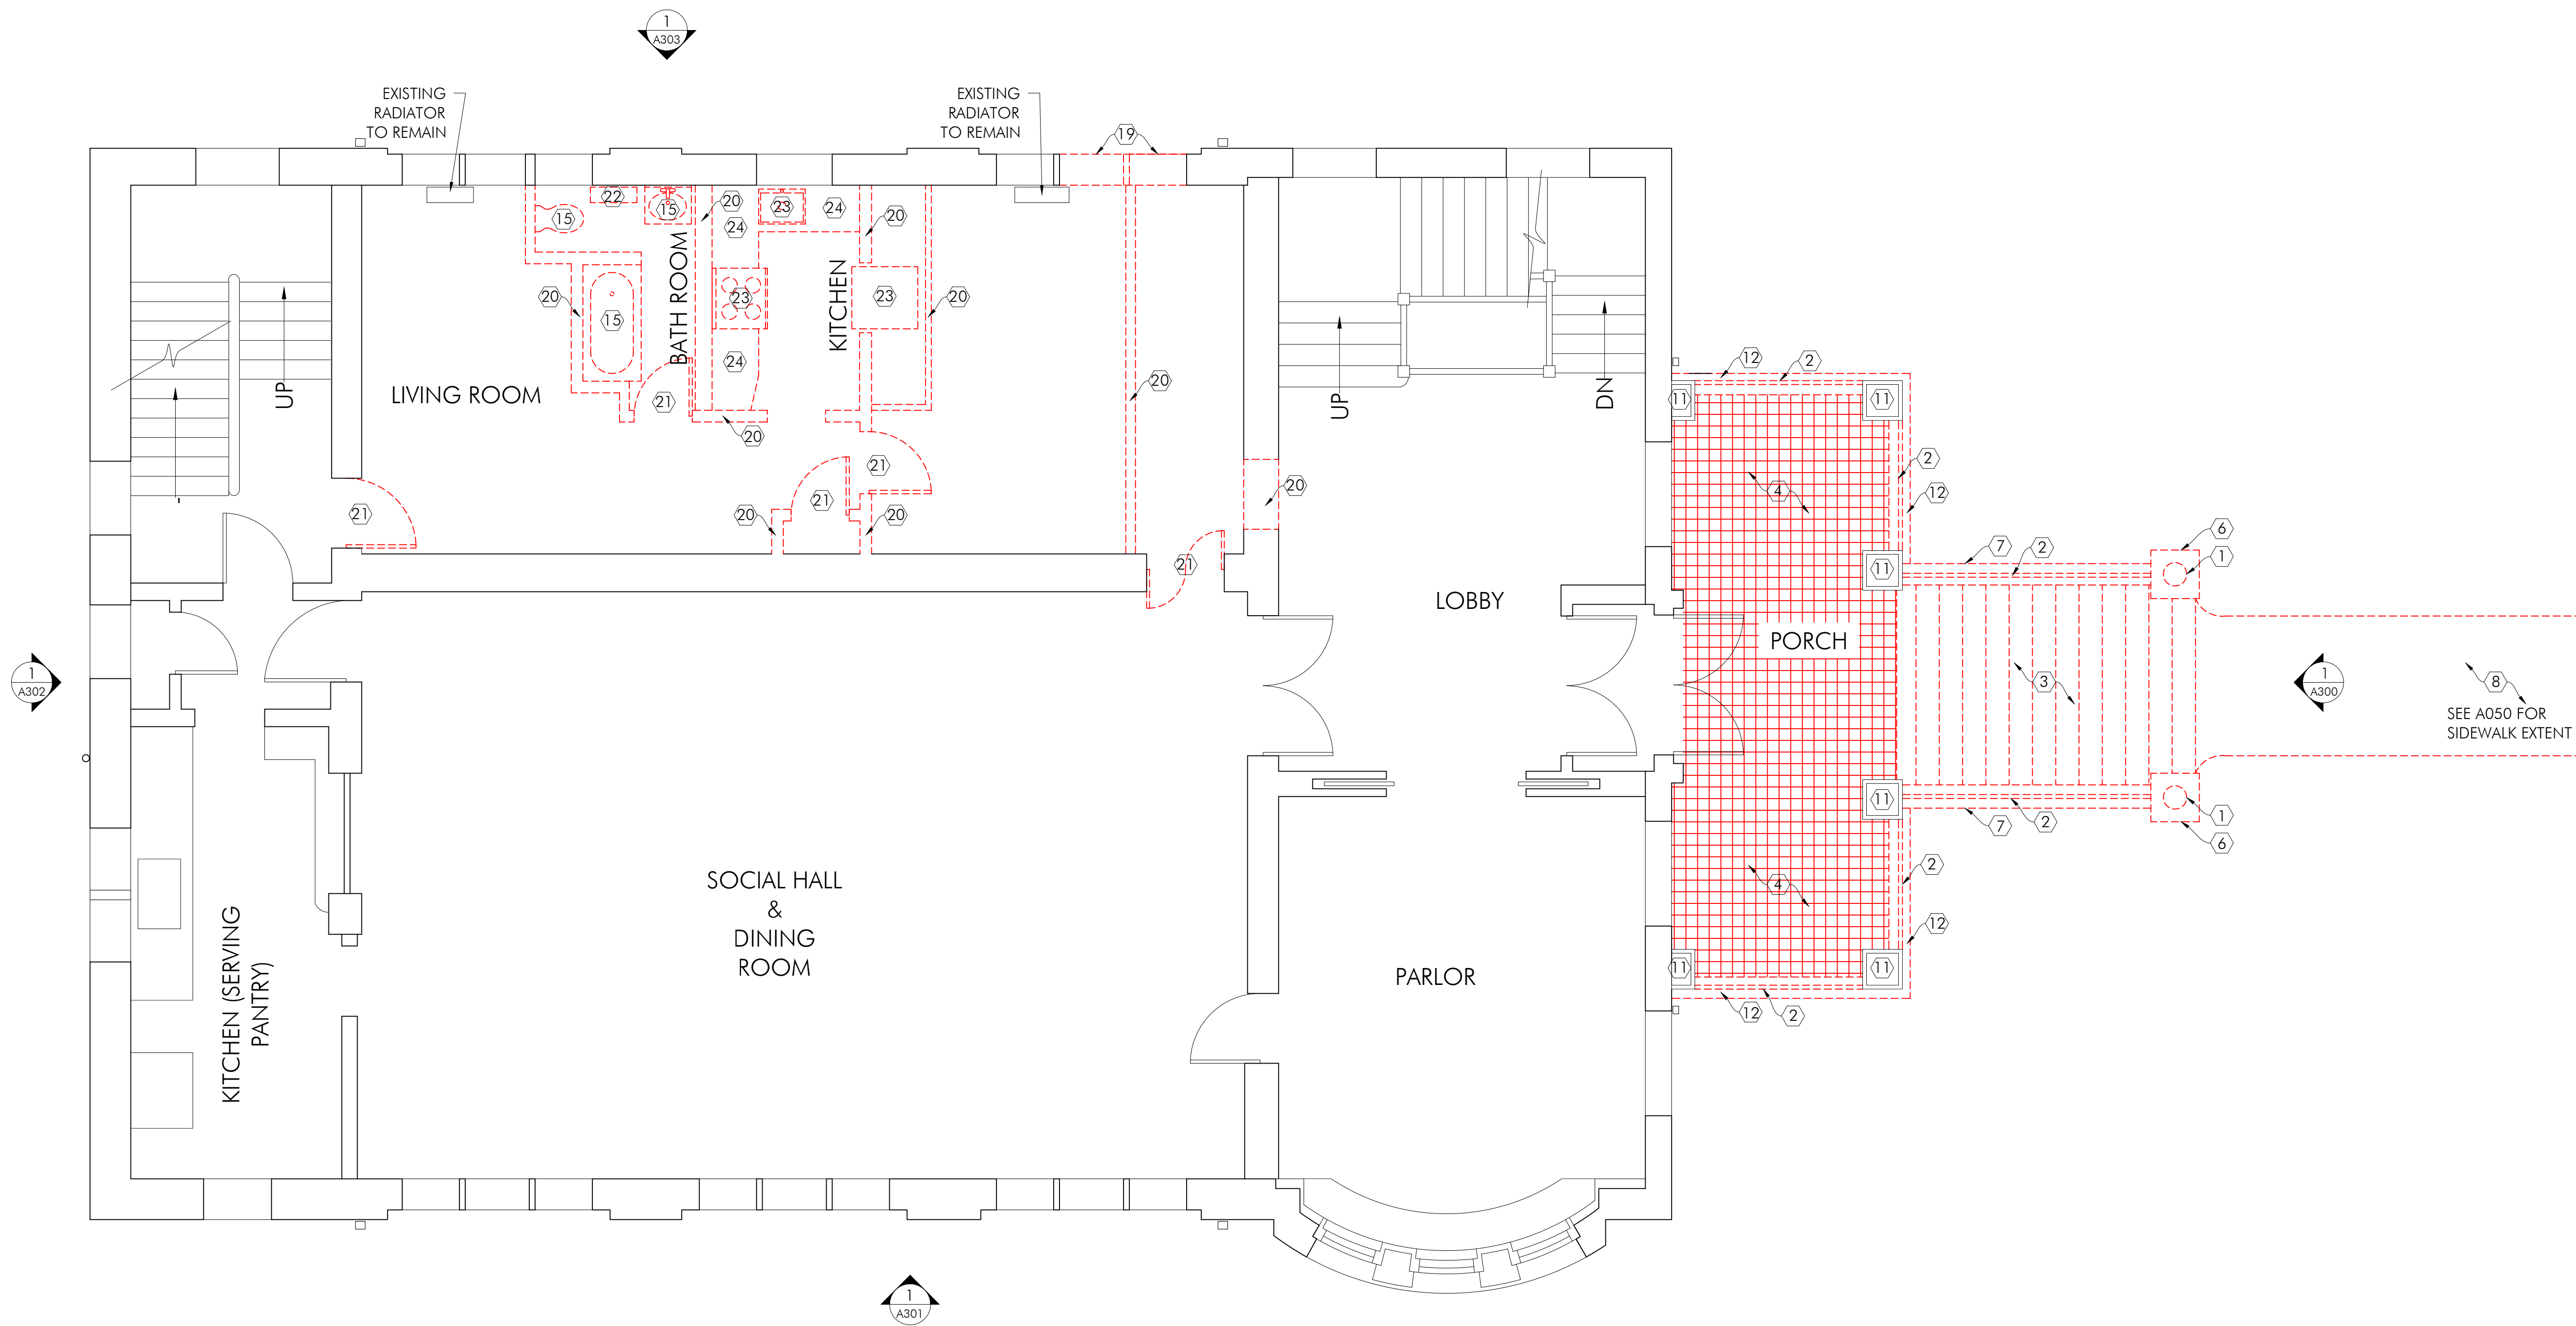 1
A303
EXISTING
RADIATOR
TO REMAIN
EXISTING
RADIATOR
TO REMAIN
19
22
15
15
20
23
24
20
24
BATH ROOM
KITCHEN
20
15
23
23
20
24
LIVING ROOM
21
20
20
UP
UP
DN
21
21
21
20
20
20
21
12
2
11
11
2
12
4
11
7
2
6
1
LOBBY
PORCH
3
1
A302
1
A300
8
SEE A050 FOR
SIDEWALK EXTENT
11
7
2
1
6
SOCIAL HALL
&
DINING
ROOM
4
2
12
KITCHEN (SERVING
PANTRY)
PARLOR
11
11
12
2
1
A301